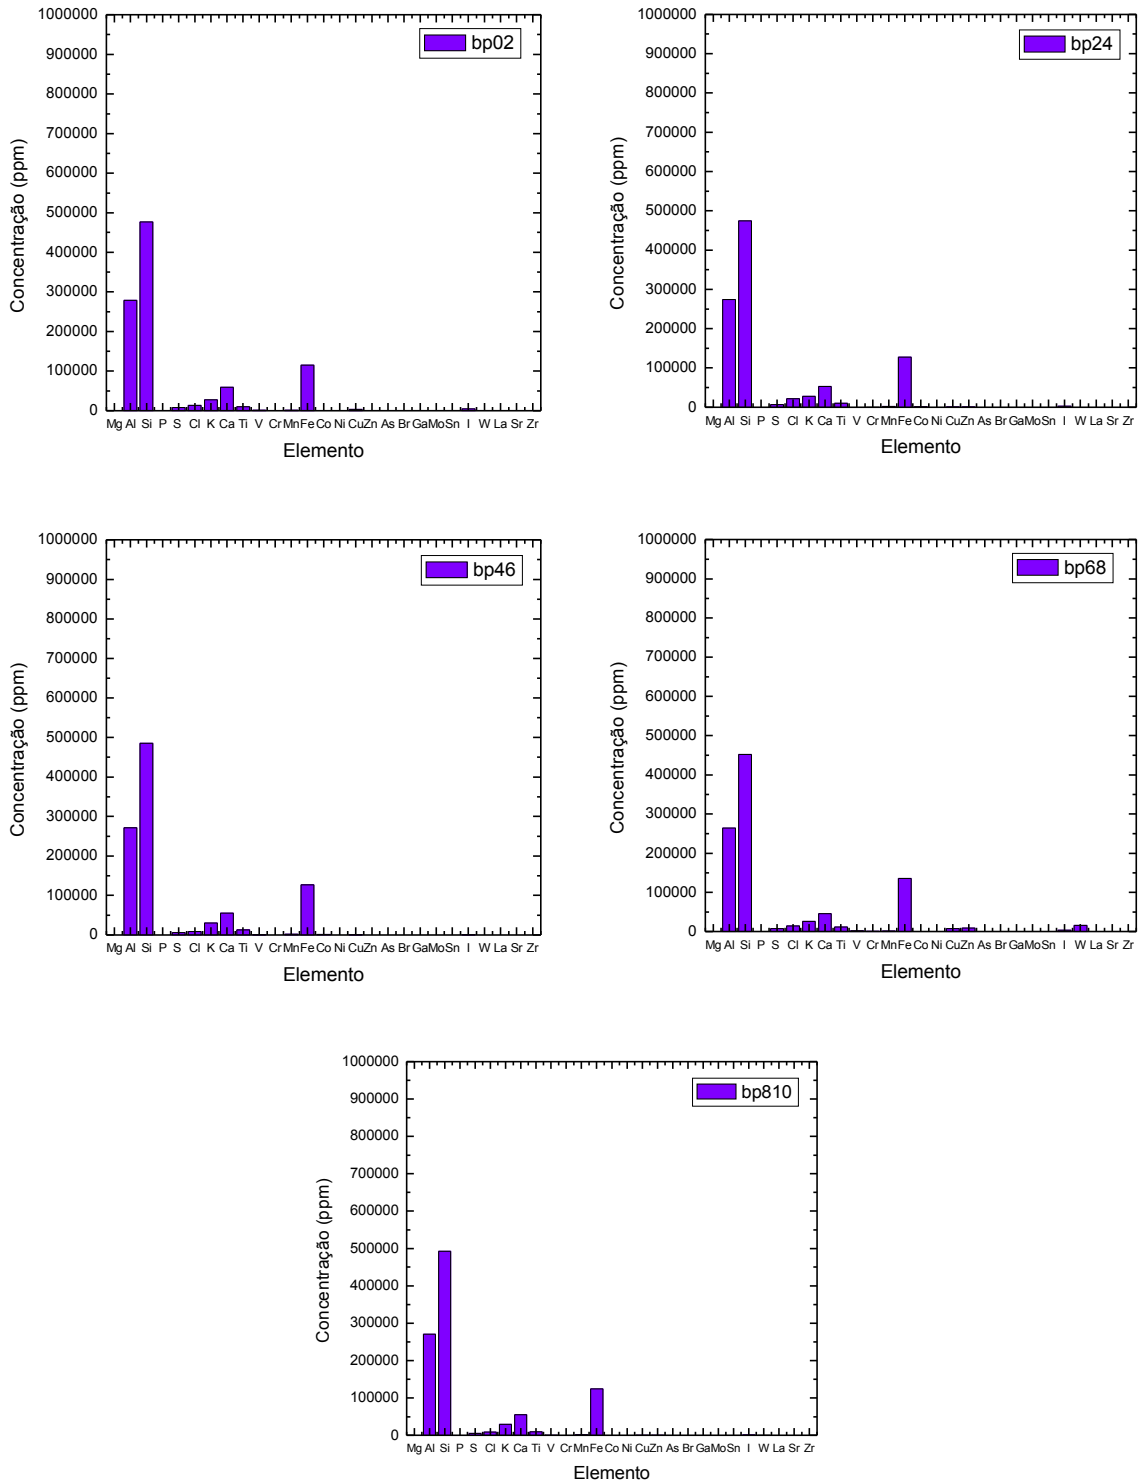 bp02
1000000
900000
800000
700000
600000
500000
400000
300000
200000
100000
0
Concentração (ppm)
Mg Al Si P S Cl K Ca Ti V Cr Mn Fe Co Ni Cu Zn As Br Ga Mo Sn I W La Sr Zr
Elemento
bp24
1000000
900000
800000
700000
600000
500000
400000
300000
200000
100000
0
Concentração (ppm)
Mg Al Si P S Cl K Ca Ti V Cr Mn Fe Co Ni Cu Zn As Br Ga Mo Sn I W La Sr Zr
Elemento
bp46
1000000
900000
800000
700000
600000
500000
400000
300000
200000
100000
0
Concentração (ppm)
Mg Al Si P S Cl K Ca Ti V Cr Mn Fe Co Ni Cu Zn As Br Ga Mo Sn I W La Sr Zr
Elemento
bp68
1000000
900000
800000
700000
600000
500000
400000
300000
200000
100000
0
Concentração (ppm)
Mg Al Si P S Cl K Ca Ti V Cr Mn Fe Co Ni Cu Zn As Br Ga Mo Sn I W La Sr Zr
Elemento
bp810
1000000
900000
800000
700000
600000
500000
400000
300000
200000
100000
0
Concentração (ppm)
Mg Al Si P S Cl K Ca Ti V Cr Mn Fe Co Ni Cu Zn As Br Ga Mo Sn I W La Sr Zr
Elemento